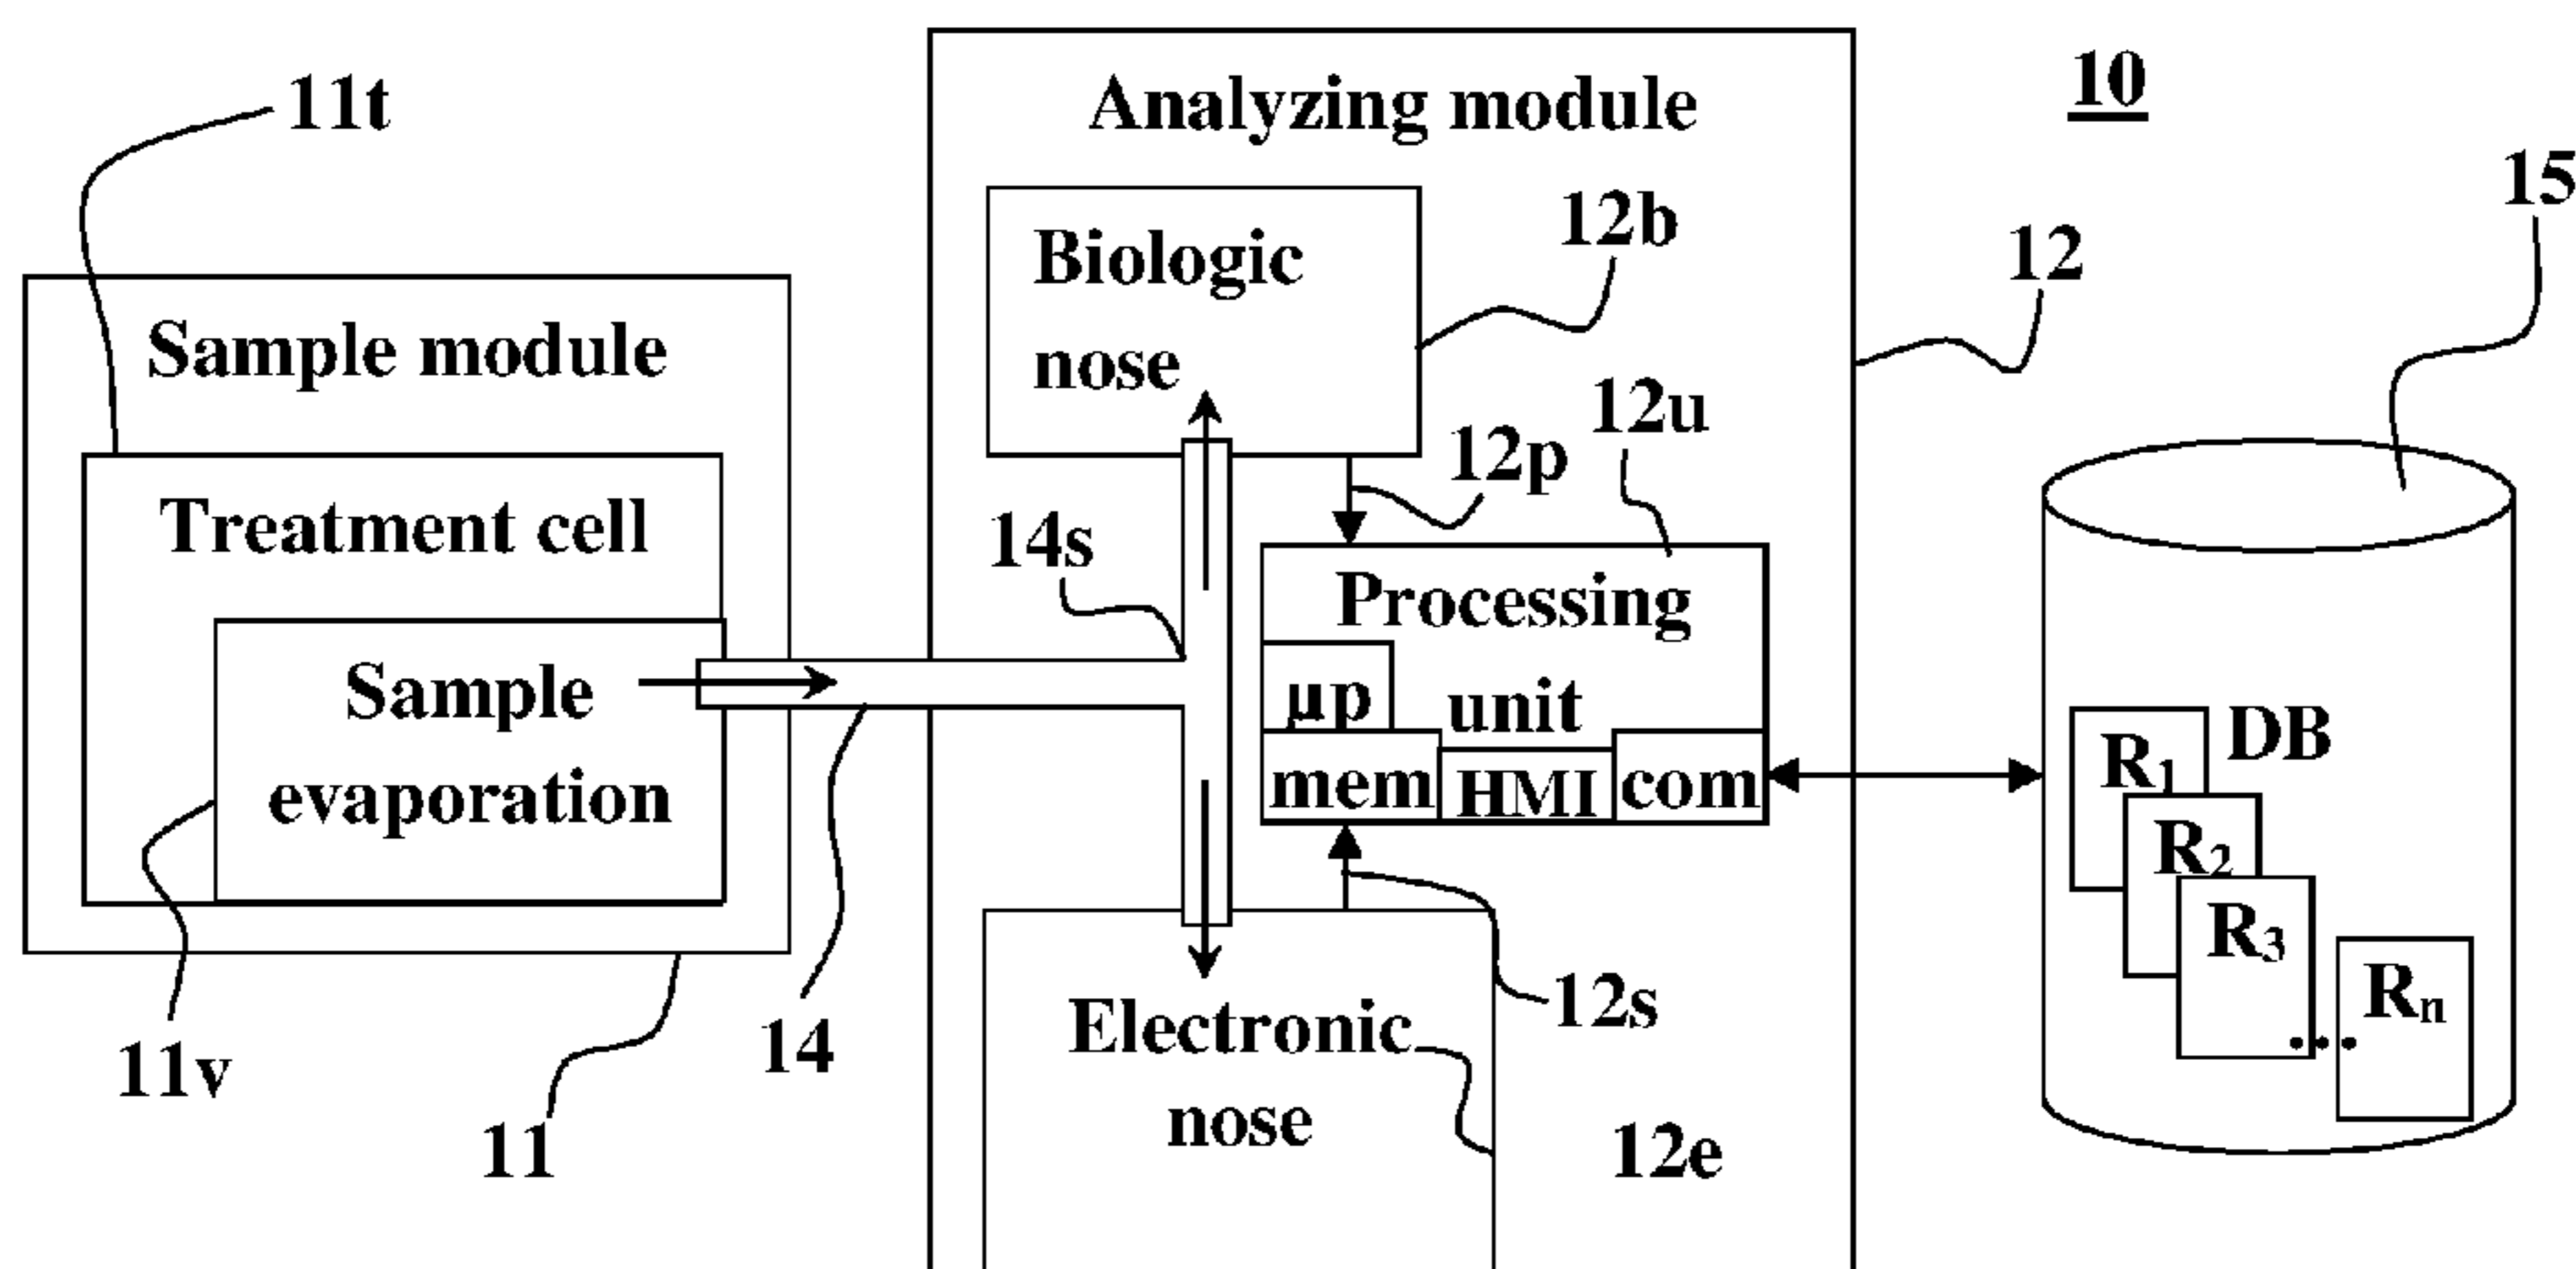 10
11t
Analyzing module
15
12b
12
Biologic
nose
Sample module
12u
12p
14s
Treatment cell
Processing
unit
µp
mem
HMI
com
Sample
evaporation
DB
R1
R2
R3
...
Rn
12s
Electronic
nose
14
11v
11
12e